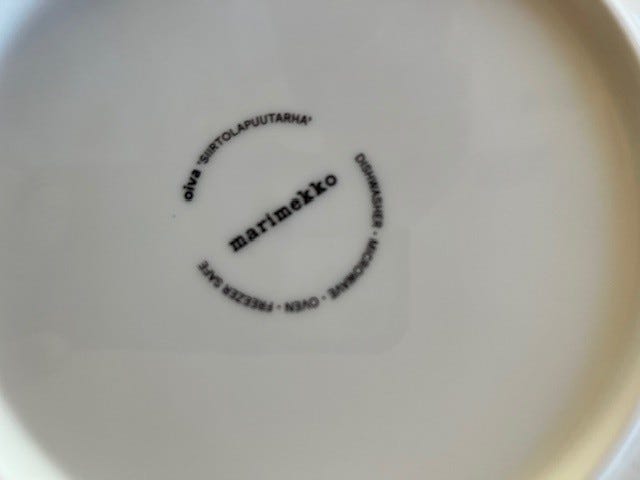 oiva "SIIRTOLAPUUTARHA"
marimekko
DISHWASHER - MICROWAVE - OVEN - FREEZER SAFE